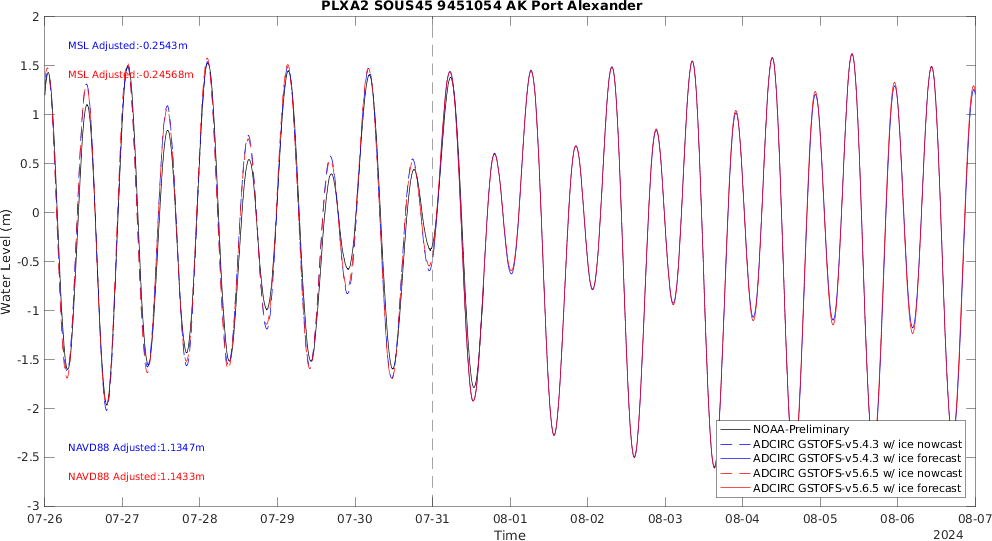 PLXA2 SOUS45 9451054 AK Port Alexander
MSL Adjusted:-0.2543m
MSL Adjusted:-0.24568m
NAVD88 Adjusted:1.1347m
NAVD88 Adjusted:1.1433m
Water Level (m)
2
1.5
1
0.5
0
-0.5
-1
-1.5
-2
-2.5
-3
NOAA-Preliminary
ADCIRC GSTOFS-v5.4.3 w/ ice nowcast
ADCIRC GSTOFS-v5.4.3 w/ ice forecast
ADCIRC GSTOFS-v5.6.5 w/ ice nowcast
ADCIRC GSTOFS-v5.6.5 w/ ice forecast
07-26 07-27 07-28 07-29 07-30 07-31 08-01 08-02 08-03 08-04 08-05 08-06 08-07
Time
2024